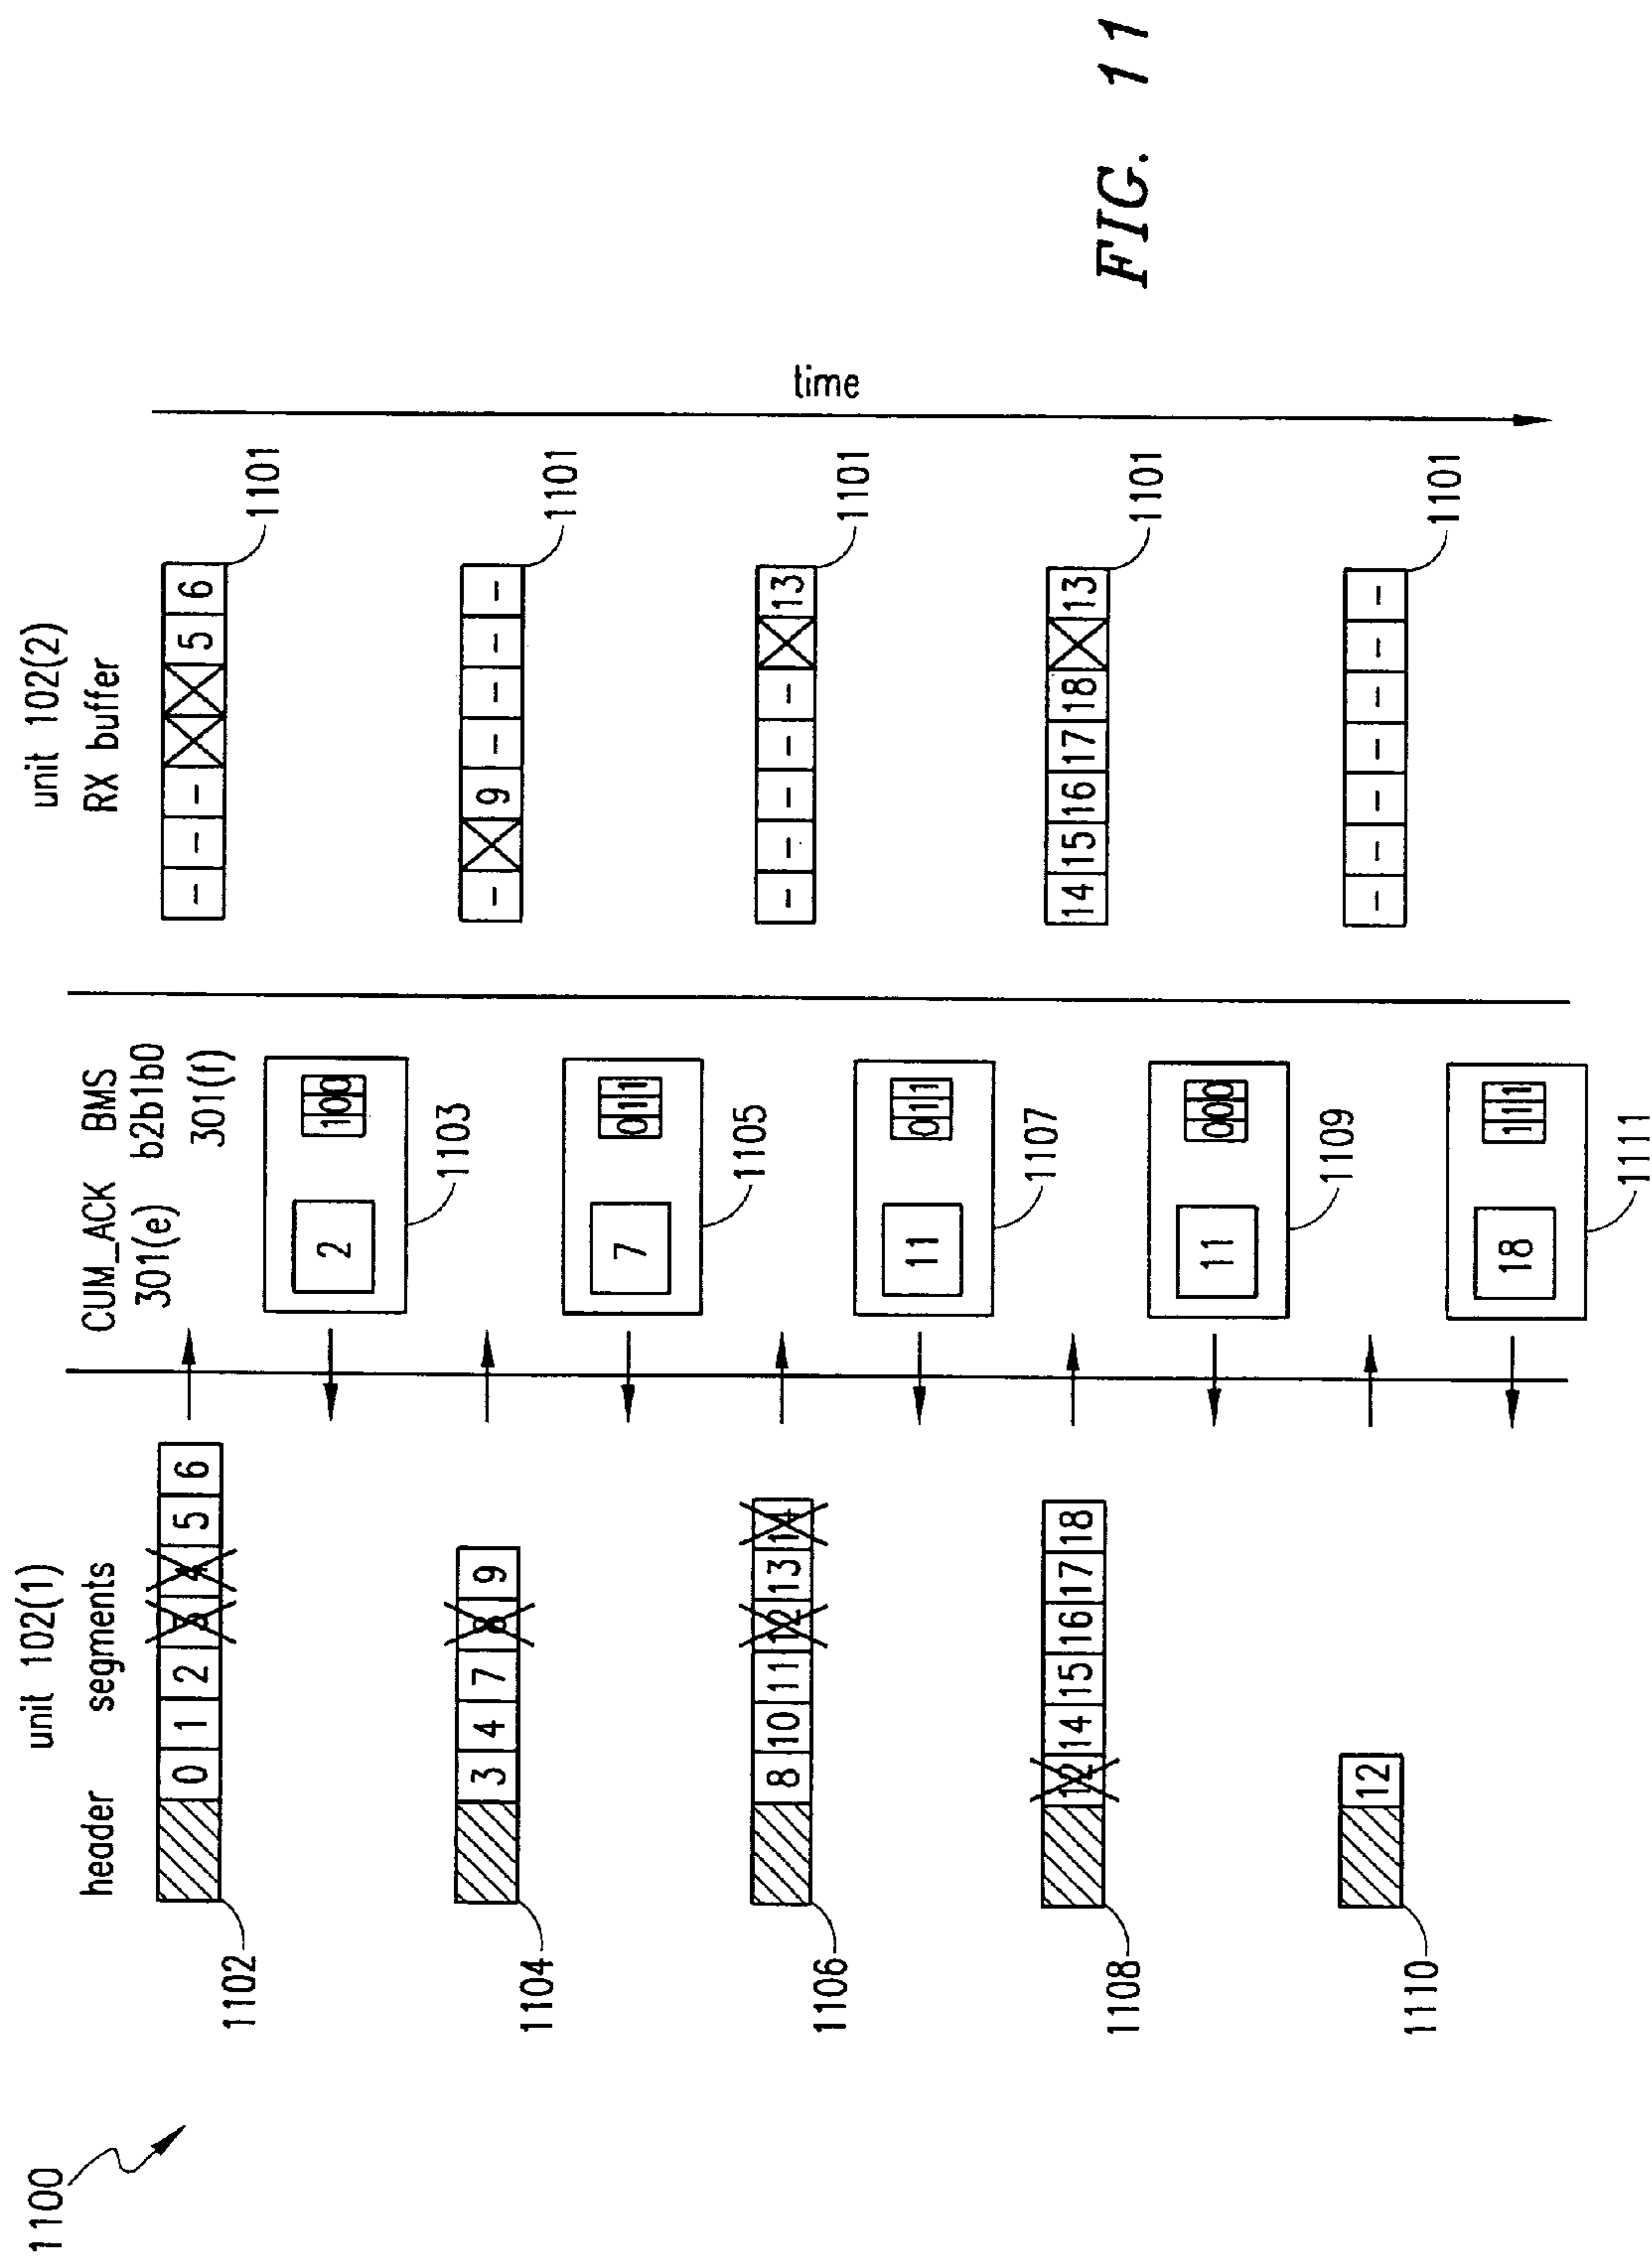 1100
unit 102(1)
header segments
CUM_ACK BMS
301(e) b2b1b0
301(f)
unit 102(2)
RX buffer
time
1102
0 1 2 3 4 5 6
2 100
1103
- - - 5 6
1101
1104
3 4 7 8 9
7 011
1105
- 9 - - - -
1101
1106
8 10 11 12 13 14
11 011
1107
- - - - - 13
1101
1108
12 14 15 16 17 18
11 000
1109
14 15 16 17 18 13
1101
1110
12
18 111
1111
- - - - - - -
1101
FIG. 11